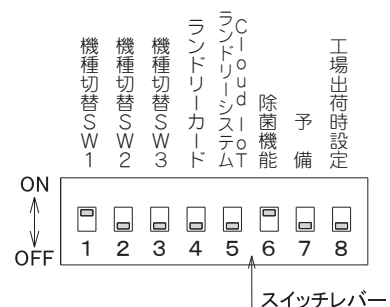 機種切替SW1
機種切替SW2
機種切替SW3
ランドリーカード
Cloud IoT
ランドリーシステム
除菌機能
予備
工場出荷時設定
ON
OFF
1 2 3 4 5 6 7 8
スイッチレバー